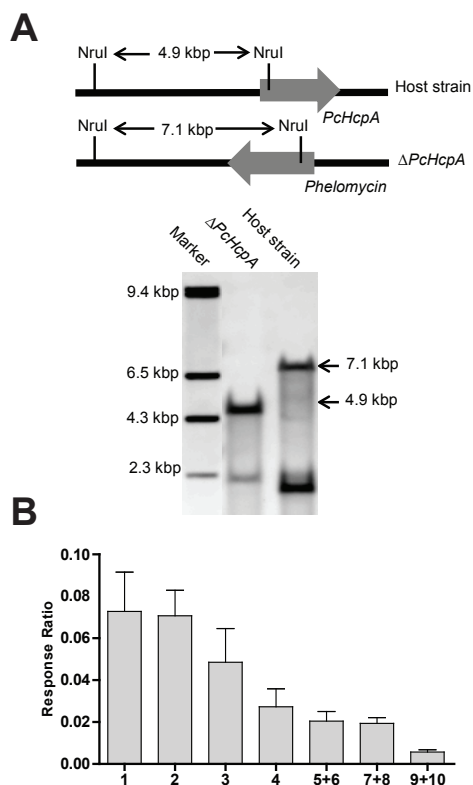 A
NruI 4.9 kbp NruI
Host strain
PcHcpA
NruI 7.1 kbp NruI
ΔPcHcpA
Phelomycin
Marker ΔPcHcpA Host strain
9.4 kbp
7.1 kbp
6.5 kbp
4.9 kbp
4.3 kbp
2.3 kbp
B
0.10
0.08
0.06
0.04
0.02
0.00
Response Ratio
1 2 3 4 5+6 7+8 9+10